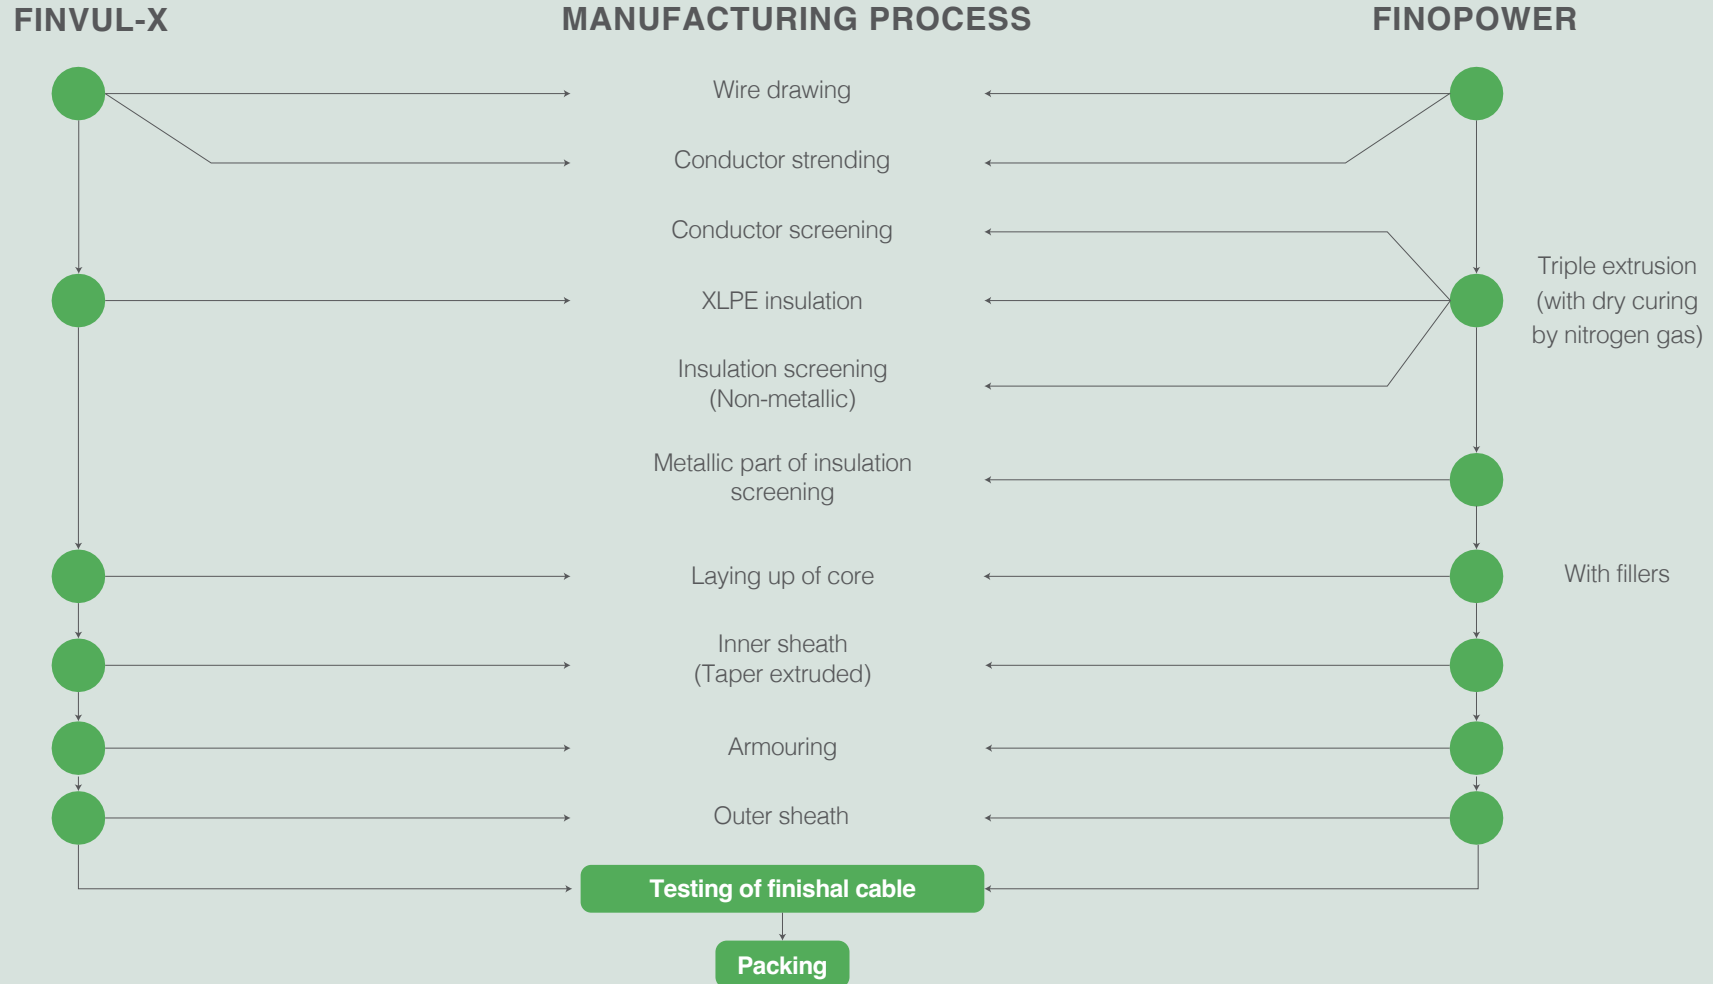 FINVUL-X
MANUFACTURING PROCESS
FINOPOWER
Wire drawing
Conductor strending
Conductor screening
XLPE insulation
Triple extrusion
(with dry curing
by nitrogen gas)
Insulation screening
(Non-metallic)
Metallic part of insulation
screening
Laying up of core
With fillers
Inner sheath
(Taper extruded)
Armouring
Outer sheath
Testing of finishal cable
Packing